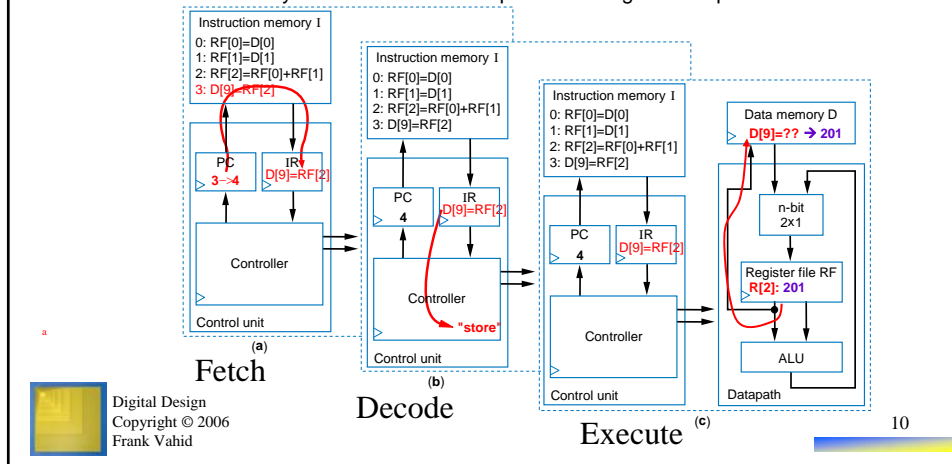 Instruction memory I
0: RF[0]=D[0]
1: RF[1]=D[1]
2: RF[2]=RF[0]+RF[1]
3: D[9]=RF[2]
PC
3->4
IR
D[9]=RF[2]
Controller
Control unit
(a)
Fetch
Instruction memory I
0: RF[0]=D[0]
1: RF[1]=D[1]
2: RF[2]=RF[0]+RF[1]
3: D[9]=RF[2]
PC
4
IR
D[9]=RF[2]
Controller
"store"
Control unit
(b)
Decode
Instruction memory I
0: RF[0]=D[0]
1: RF[1]=D[1]
2: RF[2]=RF[0]+RF[1]
3: D[9]=RF[2]
PC
4
IR
D[9]=RF[2]
Controller
Control unit
Data memory D
D[9]=?? → 201
n-bit
2x1
Register file RF
R[2]: 201
ALU
Datapath
(c)
Execute
a
Digital Design
Copyright © 2006
Frank Vahid
10